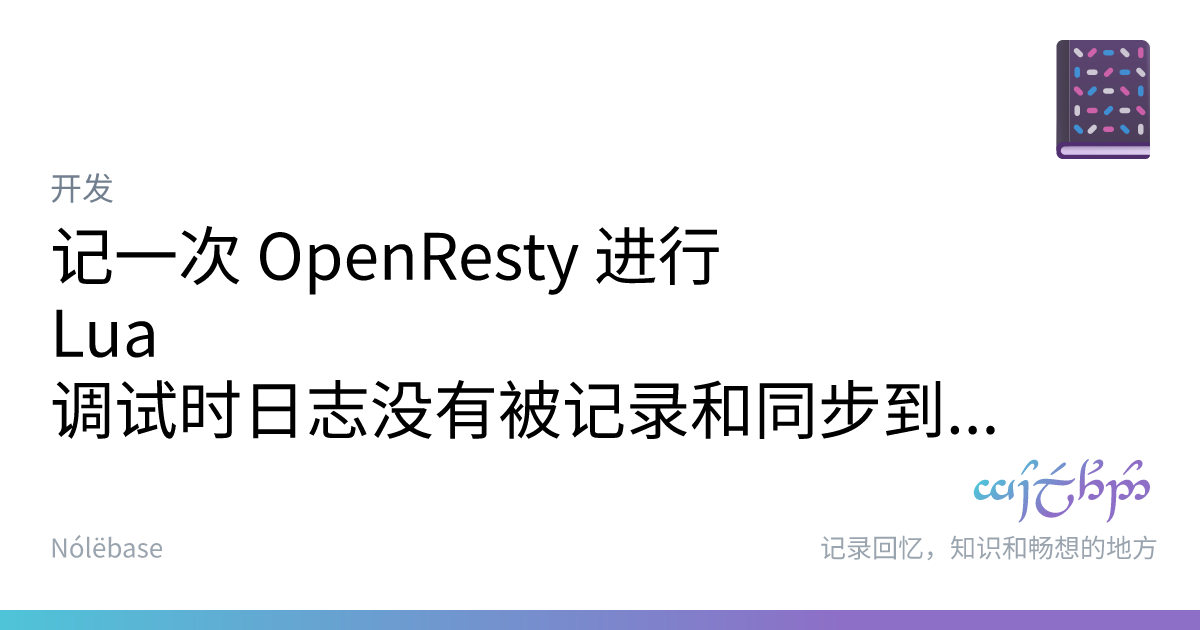 开发
记一次 OpenResty 进行
Lua
调试时日志没有被记录和同步到...
Nólëbase
记录回忆，知识和畅想的地方